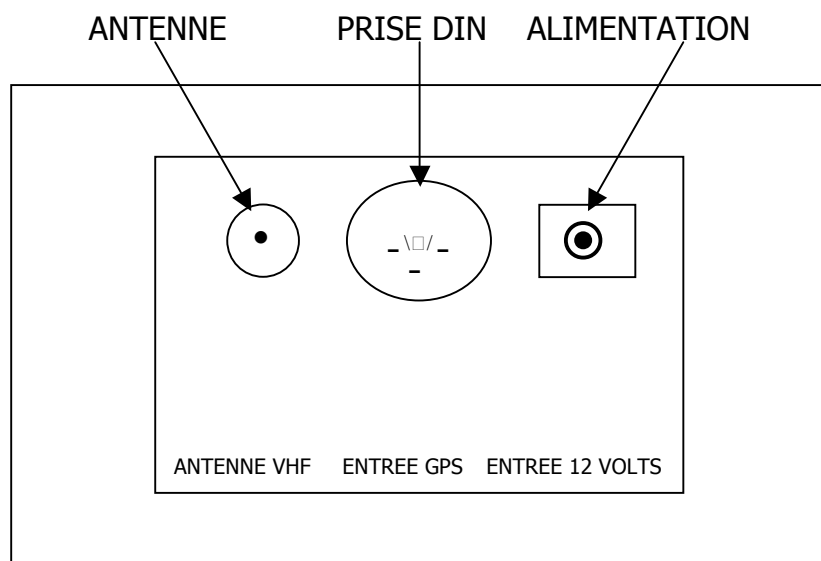 ANTENNE PRISE DIN ALIMENTATION
_ \□/ _
_
ANTENNE VHF ENTREE GPS ENTREE 12 VOLTS